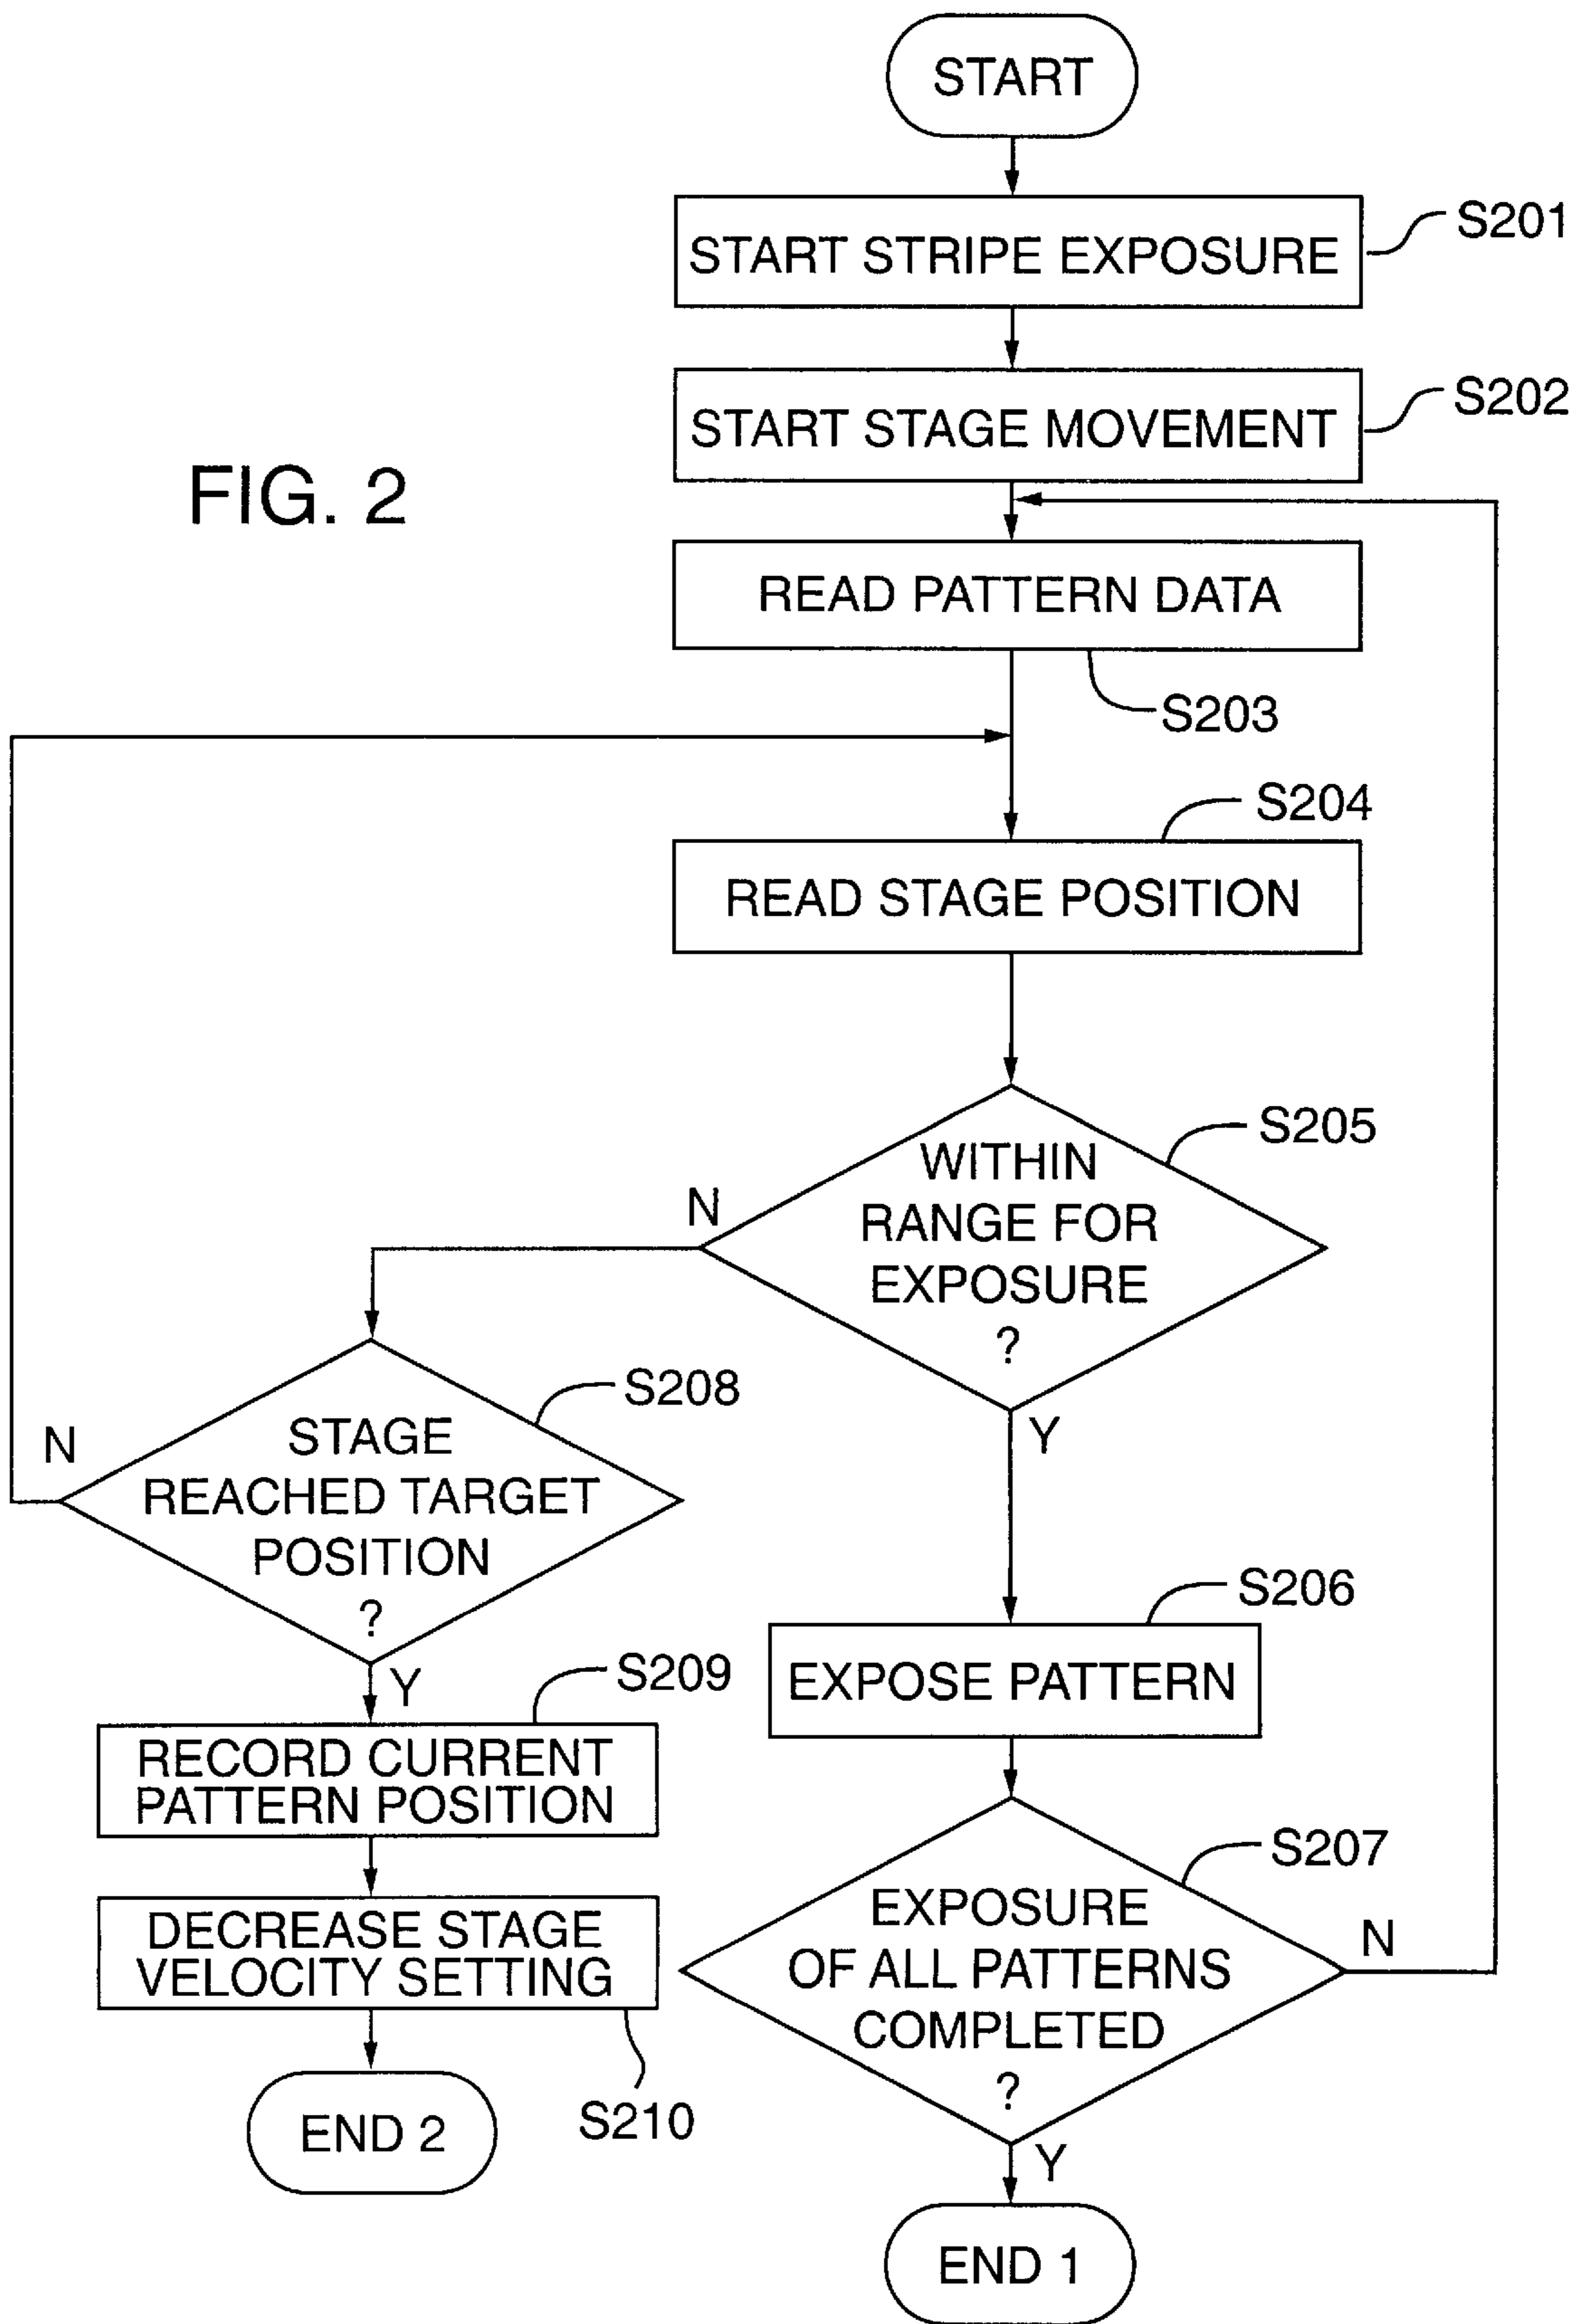 START
START STRIPE EXPOSURE
S201
START STAGE MOVEMENT
S202
FIG. 2
READ PATTERN DATA
S203
S204
READ STAGE POSITION
S205
WITHIN
RANGE FOR
EXPOSURE
?
N
Y
S208
STAGE
REACHED TARGET
POSITION
?
N
Y
S206
EXPOSE PATTERN
S209
RECORD CURRENT
PATTERN POSITION
S207
EXPOSURE
OF ALL PATTERNS
COMPLETED
?
N
Y
DECREASE STAGE
VELOCITY SETTING
S210
END 2
END 1